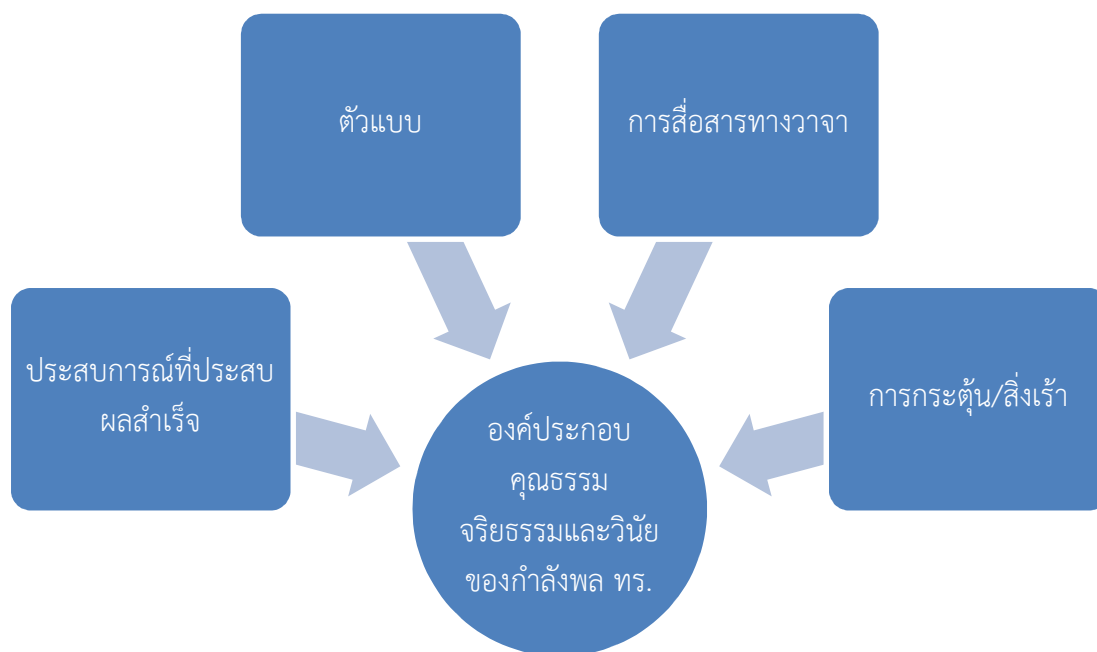 ตัวแบบ
การสื่อสารทางวาจา
ประสบการณ์ที่ประสบ
ผลสำเร็จ
การกระตุ้น/สิ่งเร้า
องค์ประกอบ
คุณธรรม
จริยธรรมและวินัย
ของกำลังพล ทร.